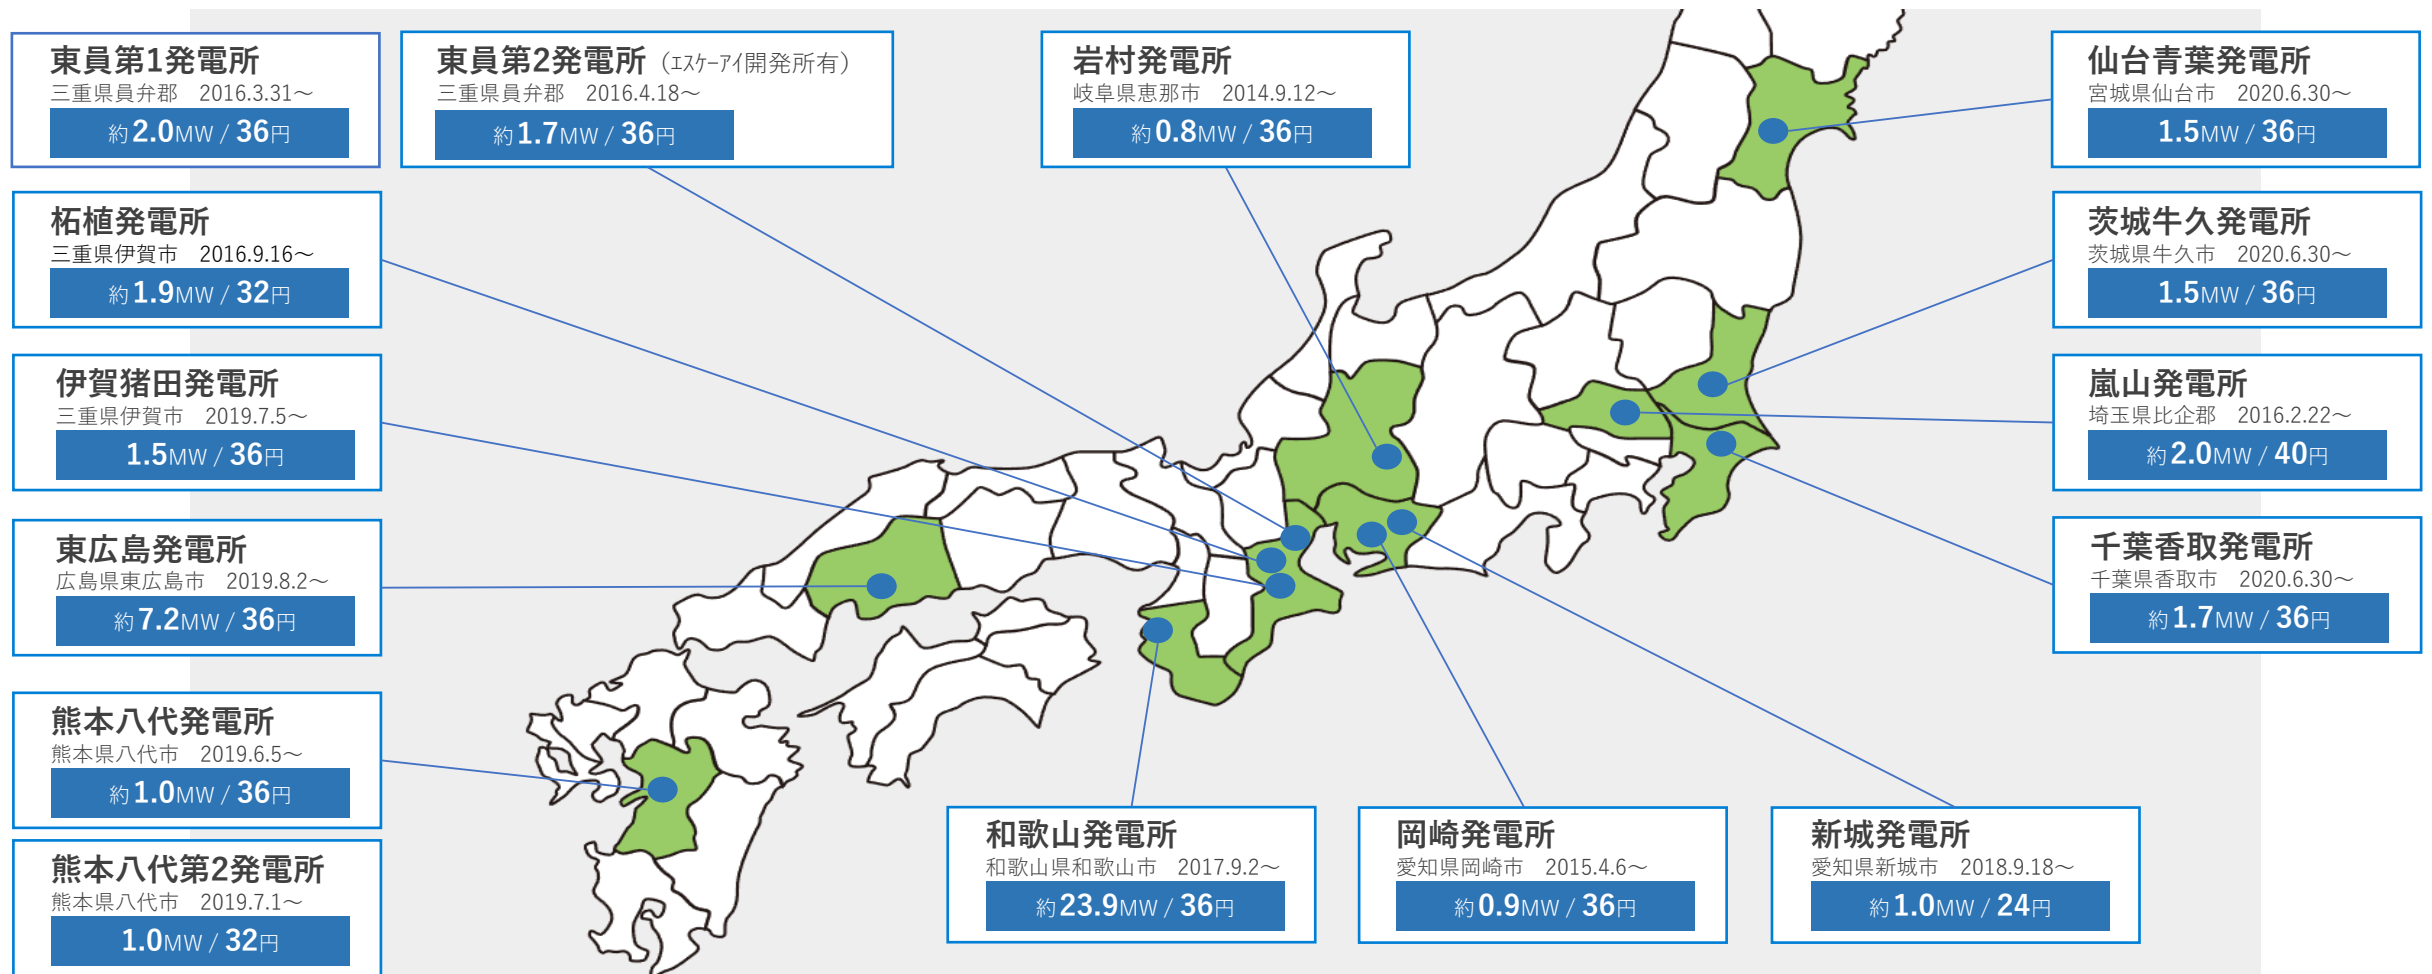 東員第1発電所
三重県員弁郡　2016.3.31～
約2.0MW / 36円
東員第2発電所（ｴｽｹｰｱｲ開発所有）
三重県員弁郡　2016.4.18～
約1.7MW / 36円
岩村発電所
岐阜県恵那市　2014.9.12～
約0.8MW / 36円
仙台青葉発電所
宮城県仙台市　2020.6.30～
1.5MW / 36円
柘植発電所
三重県伊賀市　2016.9.16～
約1.9MW / 32円
茨城牛久発電所
茨城県牛久市　2020.6.30～
1.5MW / 36円
伊賀猪田発電所
三重県伊賀市　2019.7.5～
1.5MW / 36円
嵐山発電所
埼玉県比企郡　2016.2.22～
約2.0MW / 40円
東広島発電所
広島県東広島市　2019.8.2～
約7.2MW / 36円
千葉香取発電所
千葉県香取市　2020.6.30～
約1.7MW / 36円
熊本八代発電所
熊本県八代市　2019.6.5～
約1.0MW / 36円
熊本八代第2発電所
熊本県八代市　2019.7.1～
1.0MW / 32円
和歌山発電所
和歌山県和歌山市　2017.9.2～
約23.9MW / 36円
岡崎発電所
愛知県岡崎市　2015.4.6～
約0.9MW / 36円
新城発電所
愛知県新城市　2018.9.18～
約1.0MW / 24円